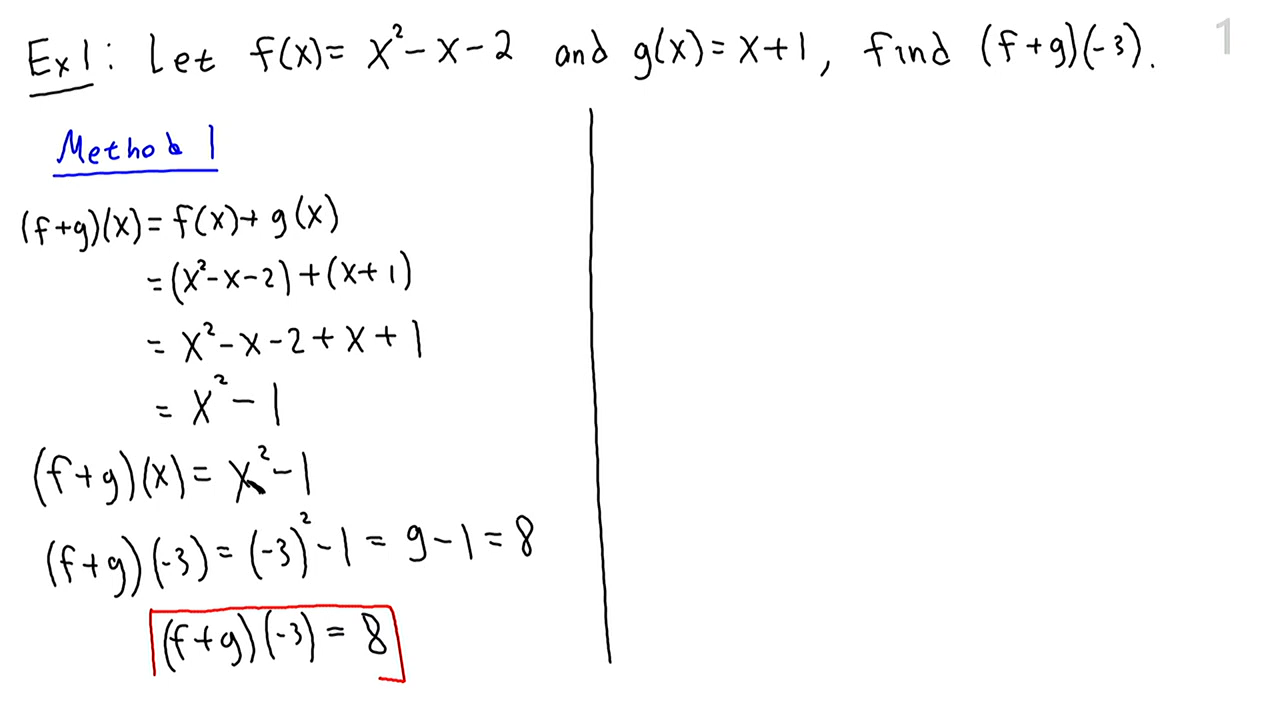 Ex1: Let f(x)= x²-x-2 and g(x)=x+1, find (f+g)(-3).
1
Method 1
(f+g)(x)= f(x)+g(x)
=(x²-x-2)+(x+1)
= x²-x-2+x+1
= x²-1
(f+g)(x)= x²-1
(f+g)(-3)=(-3)²-1=9-1=8
(f+g)(-3)=8